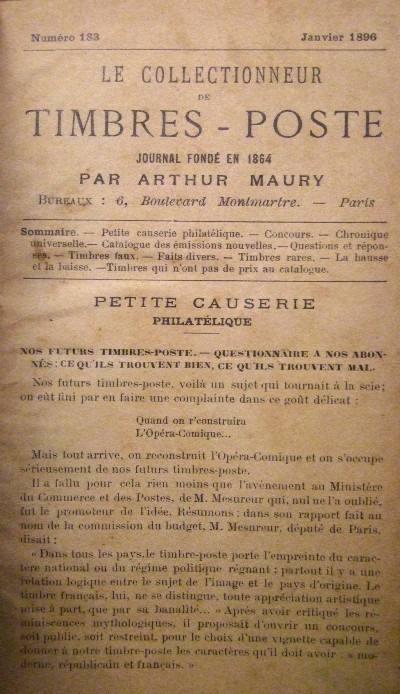 Numéro 183 Janvier 1896
LE COLLECTIONNEUR
DE
TIMBRES - POSTE
JOURNAL FONDÉ EN 1864
PAR ARTHUR MAURY
BUREAUX : 6, Boulevard Montmartre. — Paris
Sommaire. — Petite causerie philatélique. — Concours. — Chronique
universelle. — Catalogue des émissions nouvelles. — Questions et répon-
ses. — Timbres faux. — Faits divers. — Timbres rares. — La hausse
et la baisse. — Timbres qui n'ont pas de prix au catalogue.
PETITE CAUSERIE
PHILATÉLIQUE
NOS FUTURS TIMBRES-POSTE. — QUESTIONNAIRE A NOS ABON-
NÉS : CE QU'ILS TROUVENT BIEN, CE QU'ILS TROUVENT MAL.
Nos futurs timbres-poste, voilà un sujet qui tournait à la scie;
on eût fini par en faire une complainte dans ce goût délicat :
Quand on r'construira
L'Opéra-Comique...
Mais tout arrive, on reconstruit l'Opéra-Comique et on s'occupe
sérieusement de nos futurs timbres-poste.
Il a fallu pour cela rien moins que l'avènement au Ministère
du Commerce et des Postes, de M. Mesureur qui, nul ne l'a oublié,
fut le promoteur de l'idée. Résumons : dans son rapport fait au
nom de la commission du budget, M. Mesureur, député de Paris,
disait :
« Dans tous les pays, le timbre-poste porte l'empreinte du carac-
tère national ou du régime politique régnant ; partout il y a une
relation logique entre le sujet de l'image et le pays d'origine. Le
timbre français, lui, ne se distingue, toute appréciation artistique
mise à part, que par sa banalité... « Après avoir critiqué les ré-
miniscences mythologiques, il proposait d'ouvrir un concours,
soit public, soit restreint, pour le choix d'une vignette capable de
donner à notre timbre-poste les caractères qu'il doit avoir : « mo-
derne, républicain et français. »